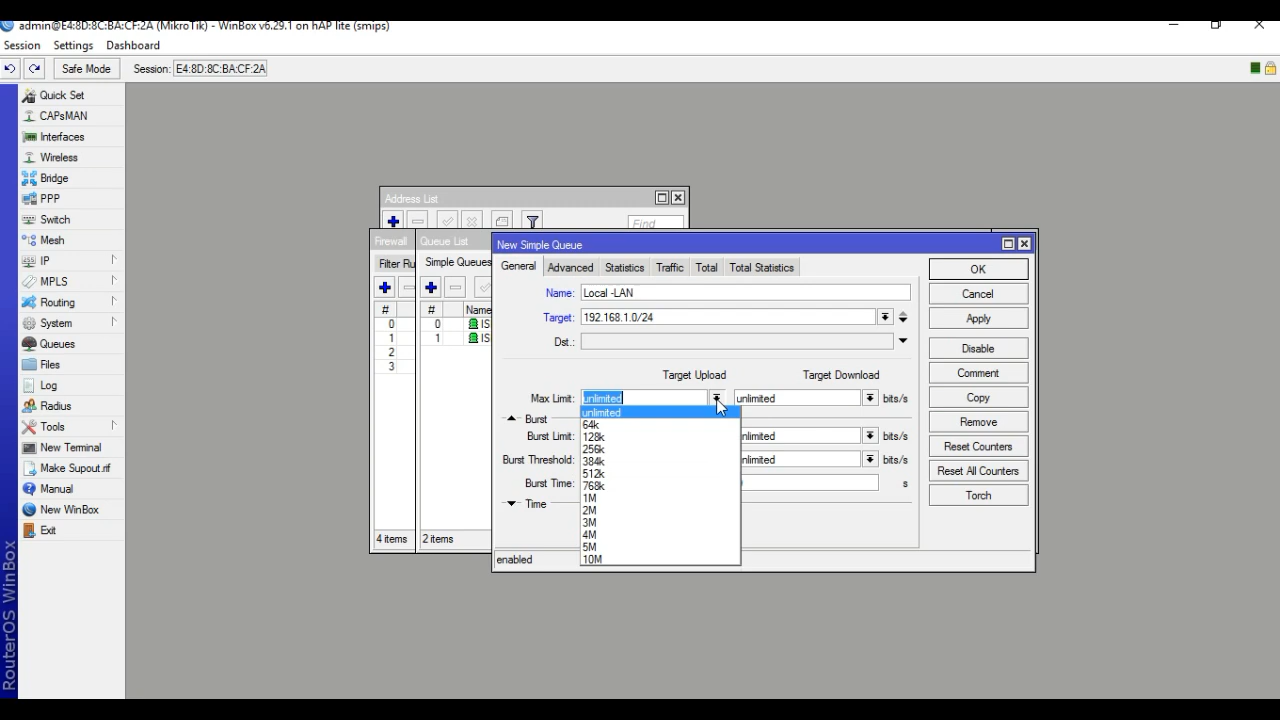 admin@E4:8D:8C:BA:CF:2A (MikroTik) - WinBox v6.29.1 on hAP lite (smips)
Session Settings Dashboard
Safe Mode Session: E4:8D:8C:BA:CF:2A
Quick Set
CAPsMAN
Interfaces
Wireless
Bridge
PPP
Switch
Mesh
IP
MPLS
Routing
System
Queues
Files
Log
Radius
Tools
New Terminal
Make Supout.rif
Manual
New WinBox
Exit
RouterOS WinBox
Address List
Find
Firewall
Filter Ru
#
0
1
2
3
4 items
Queue List
Simple Queues
# Name
0 IS
1 IS
2 items
New Simple Queue
General Advanced Statistics Traffic Total Total Statistics
Name: Local -LAN
Target: 192.168.1.0/24
Dst.:
Target Upload Target Download
Max Limit: unlimited unlimited bits/s
Burst
Burst Limit: nlimited bits/s
Burst Threshold: nlimited bits/s
Burst Time: s
Time
unlimited
64k
128k
256k
384k
512k
768k
1M
2M
3M
4M
5M
10M
enabled
OK
Cancel
Apply
Disable
Comment
Copy
Remove
Reset Counters
Reset All Counters
Torch